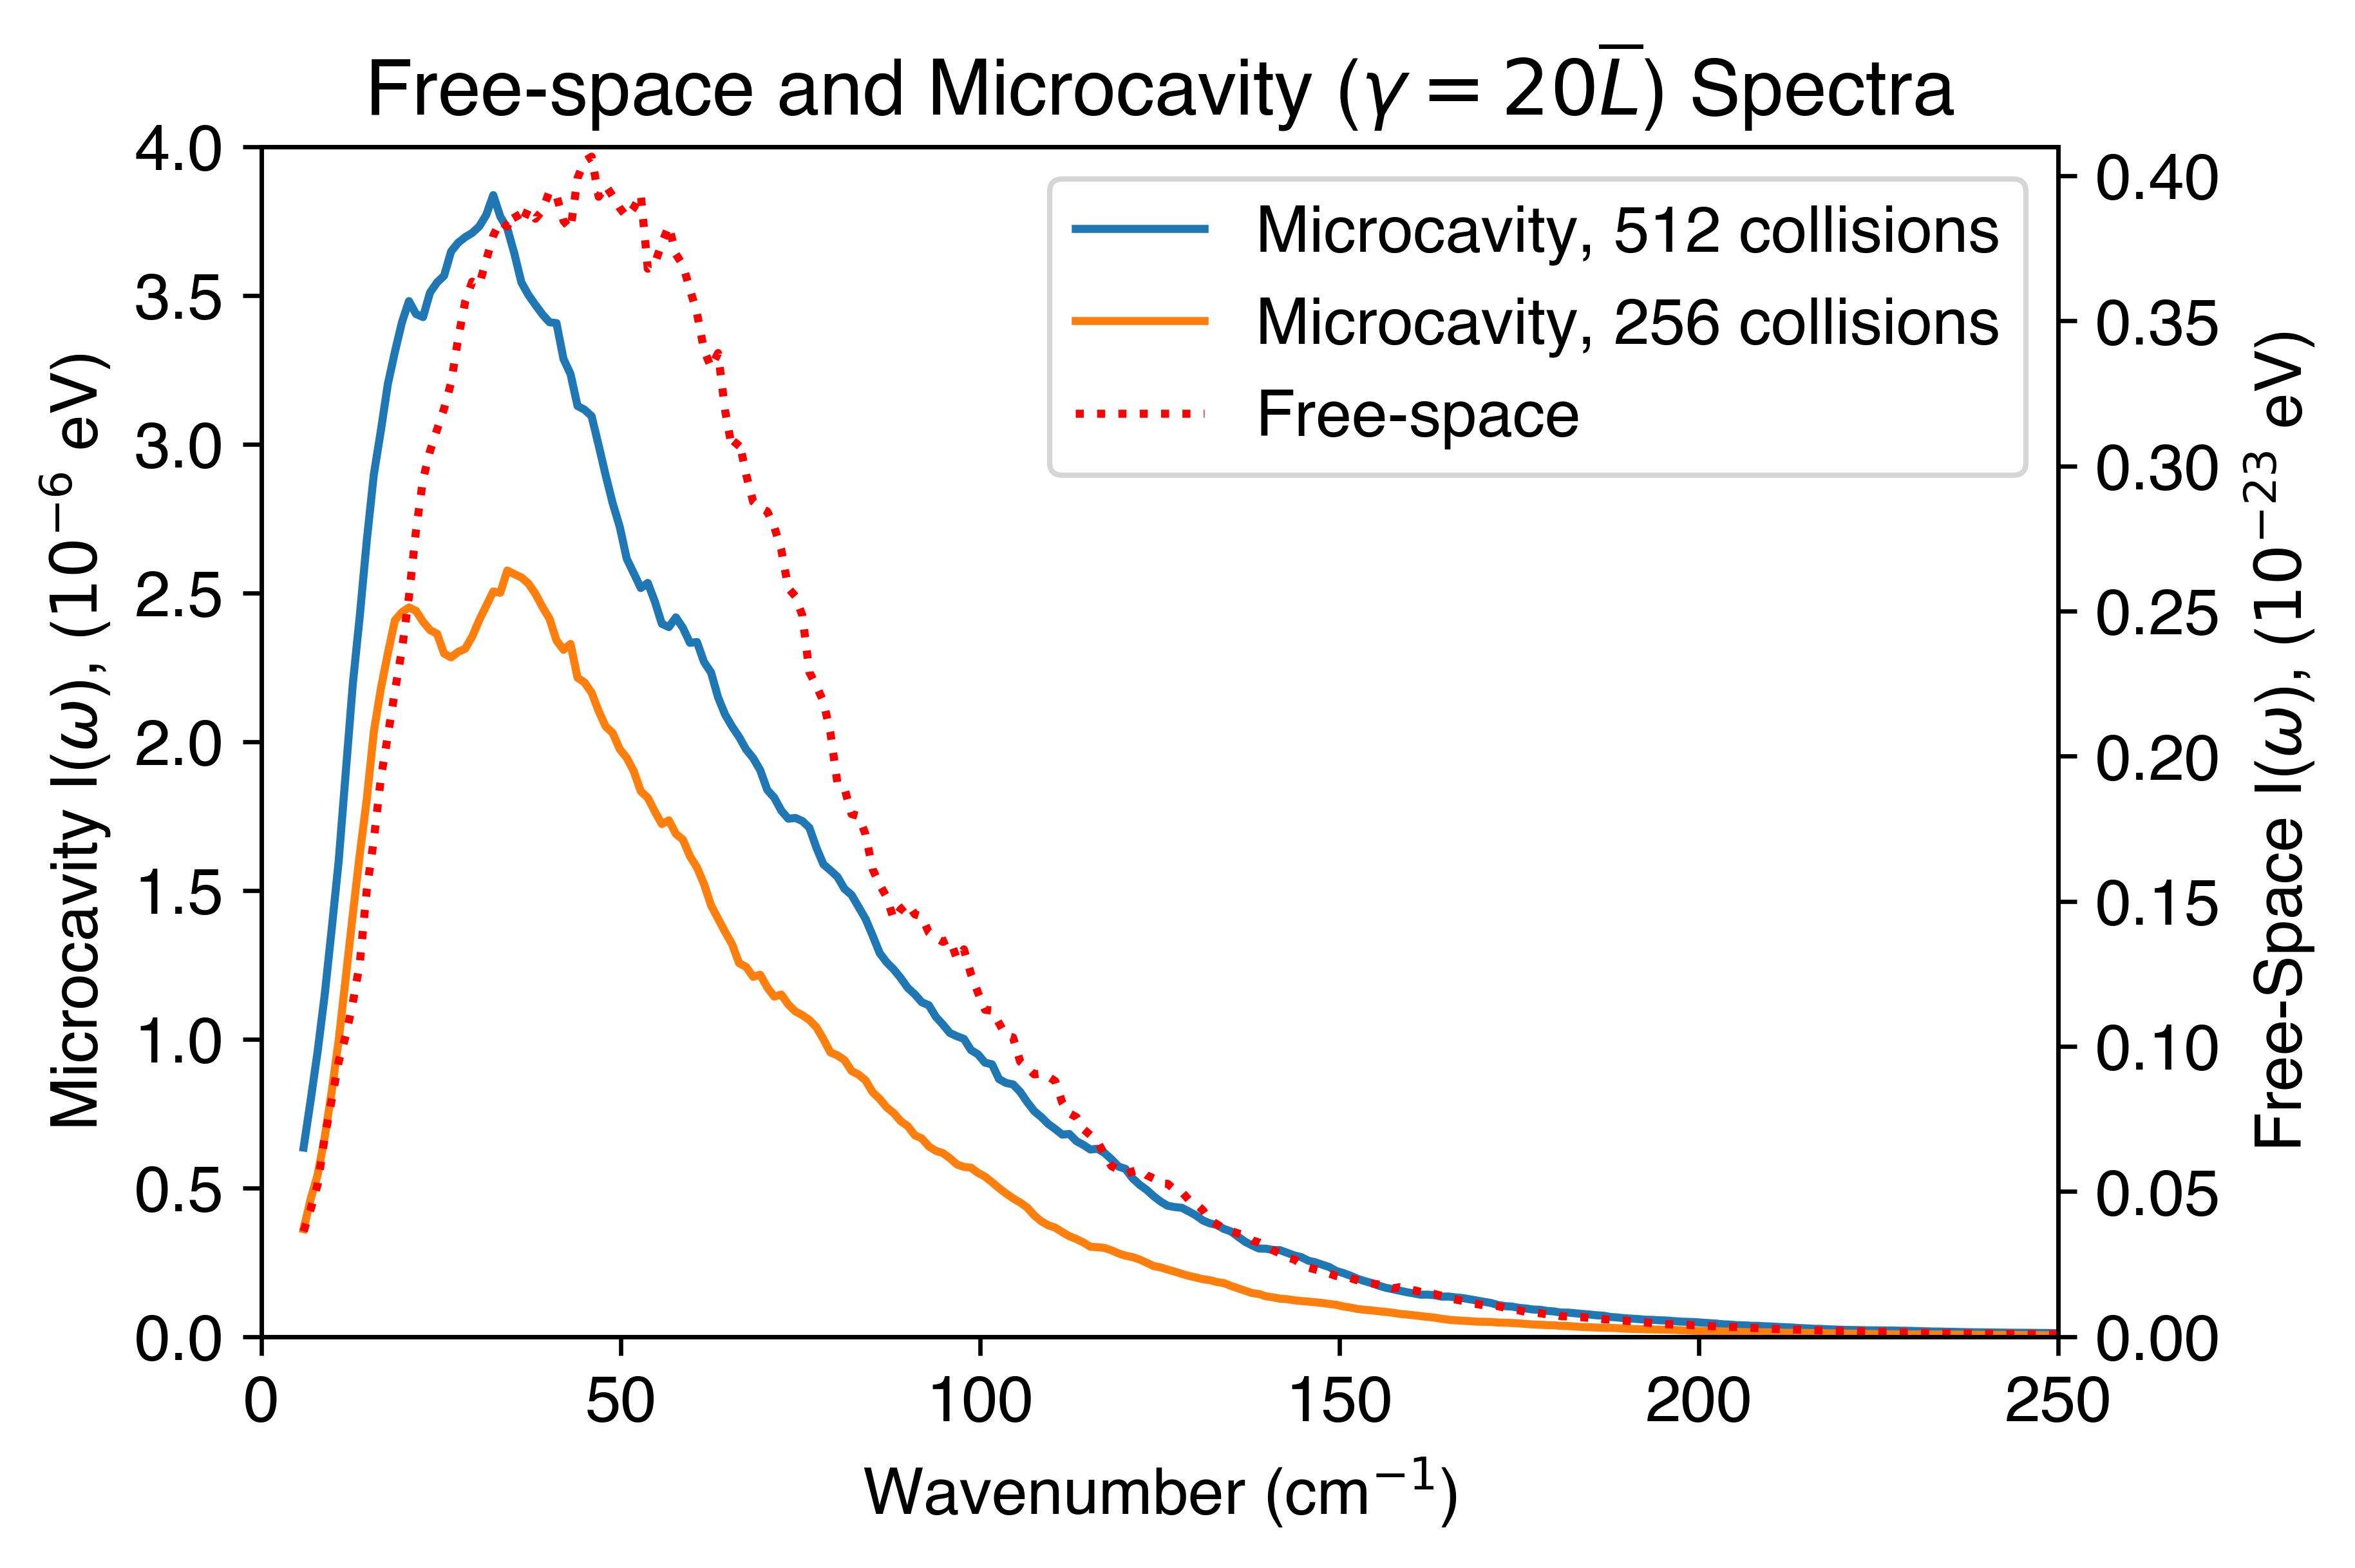 Free-space and Microcavity (γ = 20L̅) Spectra
Microcavity I(ω), (10⁻⁶ eV)
4.0
3.5
3.0
2.5
2.0
1.5
1.0
0.5
0.0
Microcavity, 512 collisions
Microcavity, 256 collisions
Free-space
0.40
0.35
0.30
0.25
0.20
0.15
0.10
0.05
0.00
Free-Space I(ω), (10⁻²³ eV)
0 50 100 150 200 250
Wavenumber (cm⁻¹)